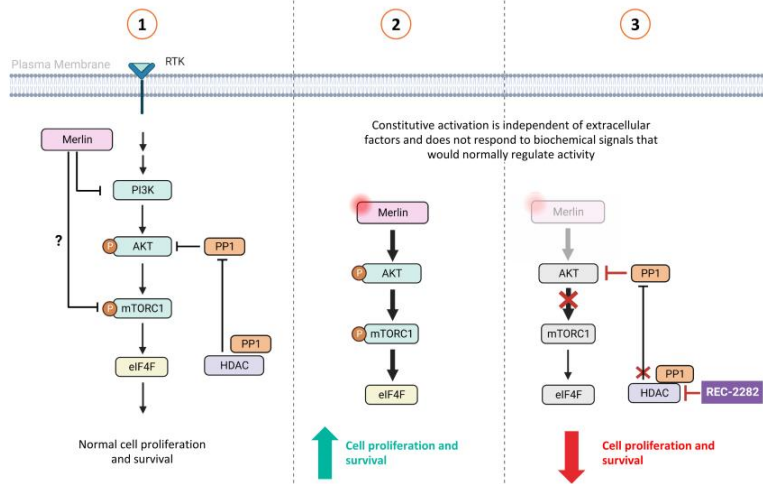 1
2
3
Plasma Membrane
RTK
Merlin
PI3K
?
P
AKT
PP1
P
mTORC1
PP1
HDAC
eIF4F
Normal cell proliferation
and survival
Constitutive activation is independent of extracellular
factors and does not respond to biochemical signals that
would normally regulate activity
Merlin
P
AKT
P
mTORC1
eIF4F
Cell proliferation and
survival
Merlin
AKT
PP1
mTORC1
PP1
HDAC
REC-2282
eIF4F
Cell proliferation and
survival